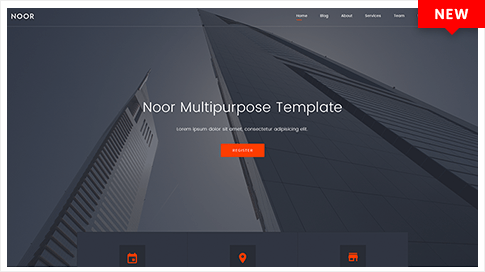 NEW
NOOR
Home Blog About Services Team
Noor Multipurpose Template
Lorem ipsum dolor sit amet, consectetur adipisicing elit.
REGISTER